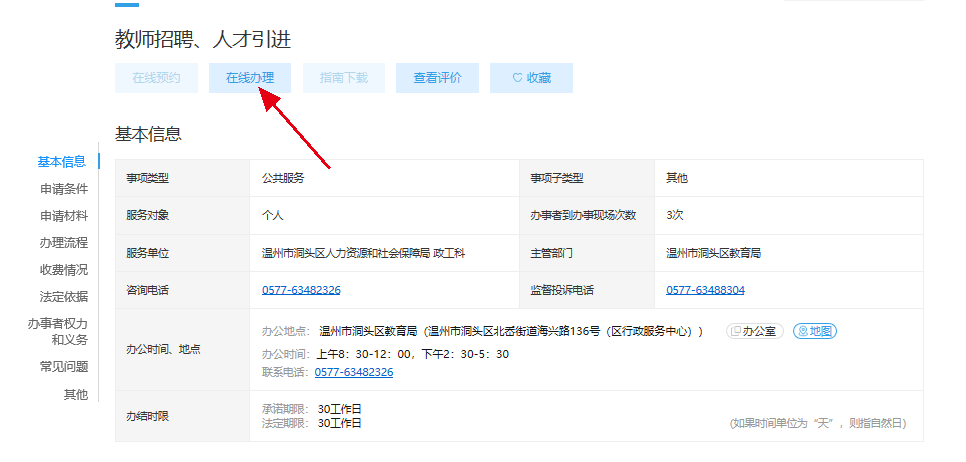 教师招聘、人才引进
在线预约 在线办理 指南下载 查看评价 收藏
基本信息
基本信息
申请条件
申请材料
办理流程
收费情况
法定依据
办事者权力
和义务
常见问题
其他
事项类型 公共服务 事项子类型 其他
服务对象 个人 办事者到办事现场次数 3次
服务单位 温州市洞头区人力资源和社会保障局 政工科 主管部门 温州市洞头区教育局
咨询电话 0577-63482326 监督投诉电话 0577-63488304
办公时间、地点
办公地点： 温州市洞头区教育局（温州市洞头区北岙街道海兴路136号（区行政服务中心）） 办公室 地图
办公时间： 上午8：30-12：00，下午2：30-5：30
联系电话： 0577-63482326
办结时限
承诺期限： 30工作日
法定期限： 30工作日 (如果时间单位为“天”，则指自然日)